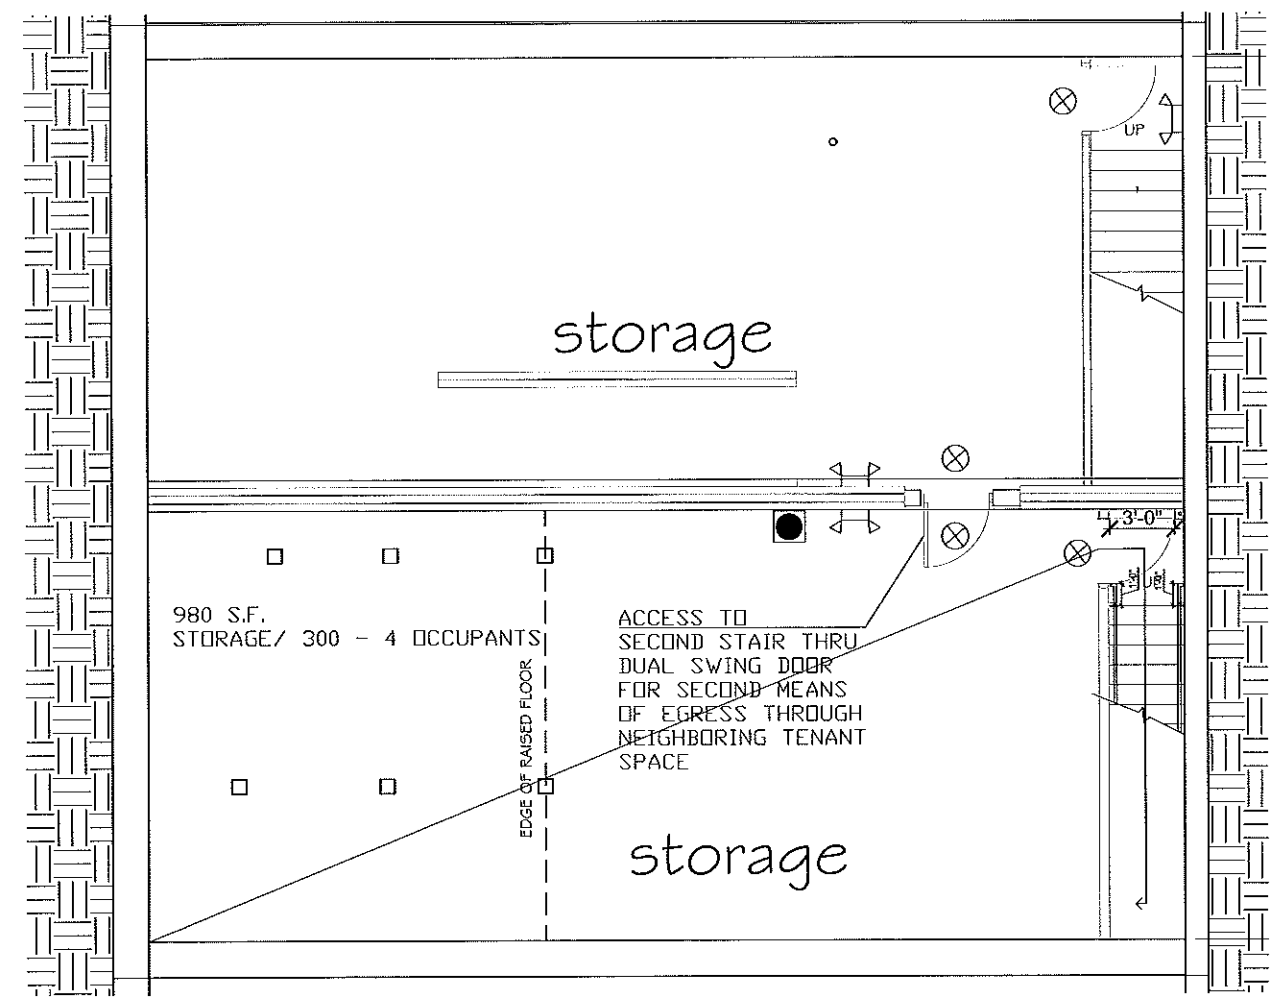 UP
storage
3'-0"
980 S.F.
STORAGE/ 300 - 4 OCCUPANTS
EDGE OF RAISED FLOOR
ACCESS TO
SECOND STAIR THRU
DUAL SWING DOOR
FOR SECOND MEANS
OF EGRESS THROUGH
NEIGHBORING TENANT
SPACE
storage